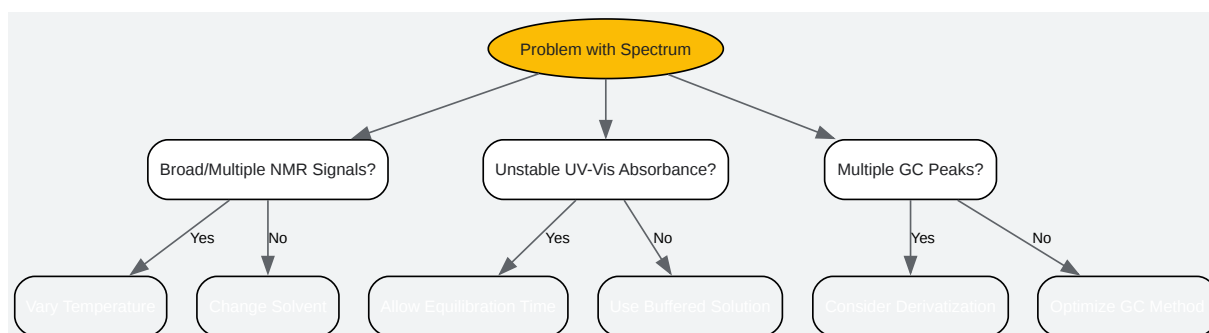 Problem with Spectrum
Broad/Multiple NMR Signals?
Unstable UV-Vis Absorbance?
Multiple GC Peaks?
Yes
No
Yes
No
Yes
No
Vary Temperature
Change Solvent
Allow Equilibration Time
Use Buffered Solution
Consider Derivatization
Optimize GC Method